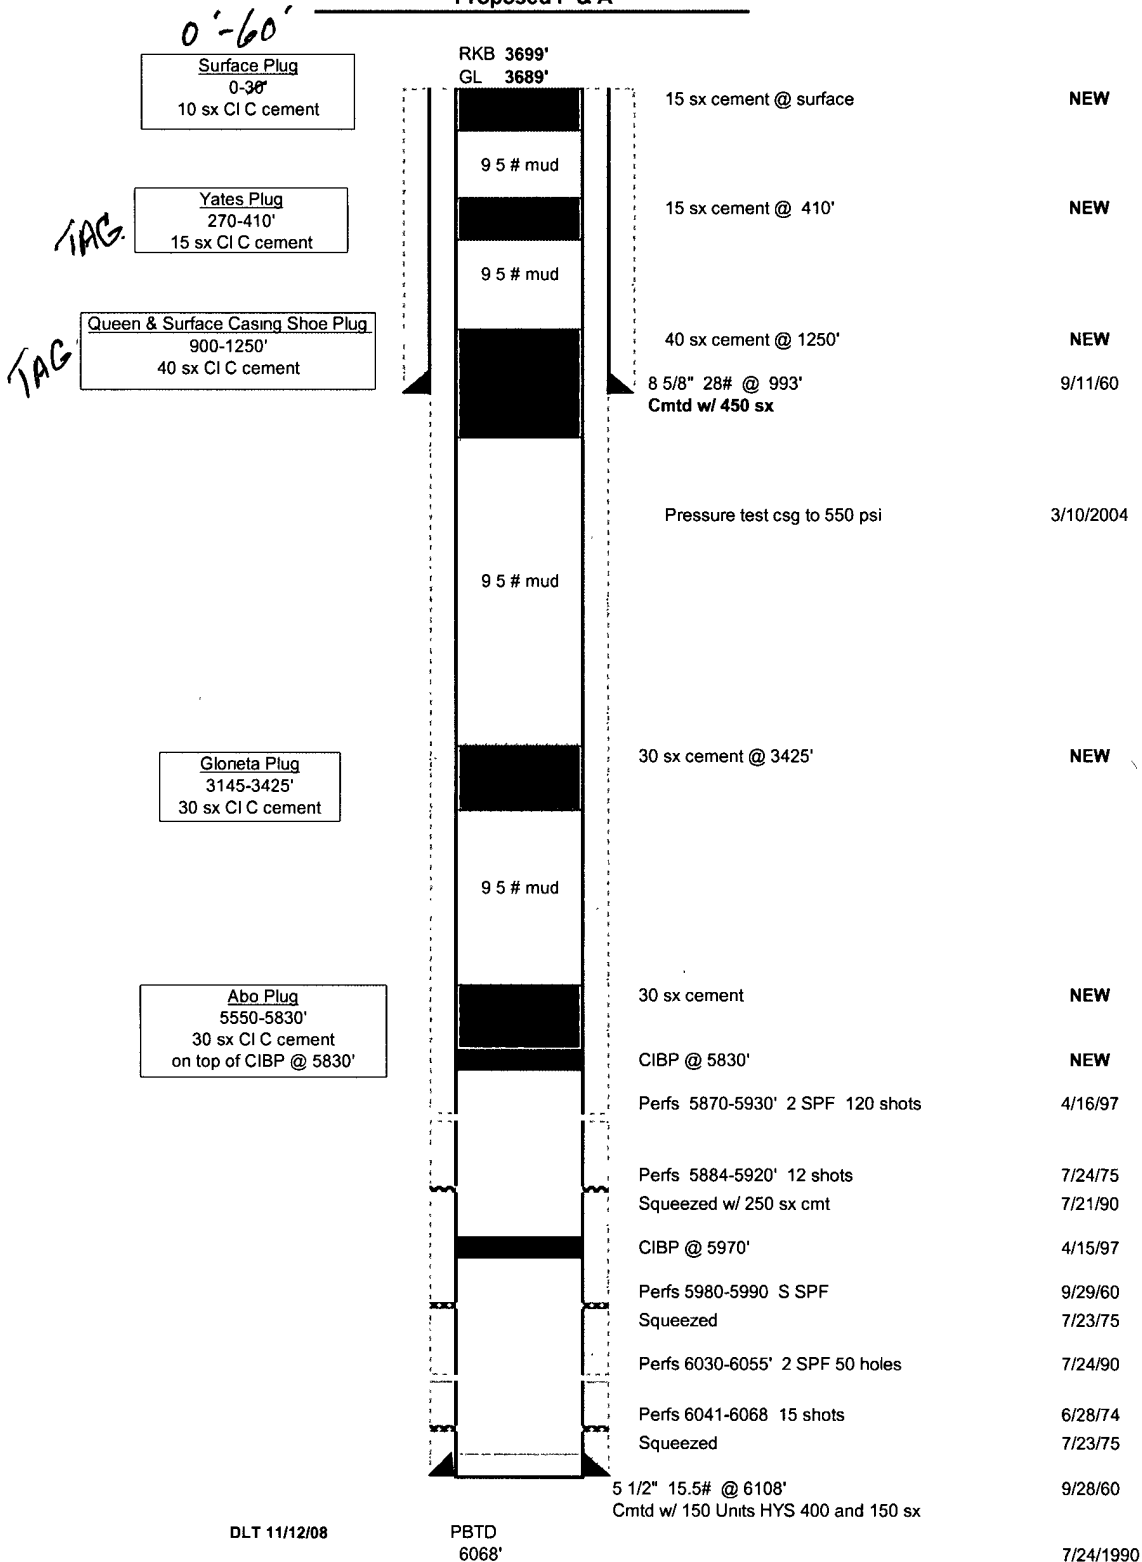 Proposed P & A
0'-60'
Surface Plug
0-30'
10 sx Cl C cement
RKB 3699'
GL 3689'
15 sx cement @ surface NEW
9 5 # mud
TAG.
Yates Plug
270-410'
15 sx Cl C cement
15 sx cement @ 410' NEW
9 5 # mud
TAG
Queen & Surface Casing Shoe Plug
900-1250'
40 sx Cl C cement
40 sx cement @ 1250' NEW
8 5/8" 28# @ 993' 9/11/60
Cmtd w/ 450 sx
Pressure test csg to 550 psi 3/10/2004
9 5 # mud
Gloneta Plug
3145-3425'
30 sx Cl C cement
30 sx cement @ 3425' NEW
9 5 # mud
Abo Plug
5550-5830'
30 sx Cl C cement
on top of CIBP @ 5830'
30 sx cement NEW
CIBP @ 5830' NEW
Perfs 5870-5930' 2 SPF 120 shots 4/16/97
Perfs 5884-5920' 12 shots 7/24/75
Squeezed w/ 250 sx cmt 7/21/90
CIBP @ 5970' 4/15/97
Perfs 5980-5990 S SPF 9/29/60
Squeezed 7/23/75
Perfs 6030-6055' 2 SPF 50 holes 7/24/90
Perfs 6041-6068 15 shots 6/28/74
Squeezed 7/23/75
5 1/2" 15.5# @ 6108' 9/28/60
Cmtd w/ 150 Units HYS 400 and 150 sx
DLT 11/12/08
PBTD
6068'
7/24/1990